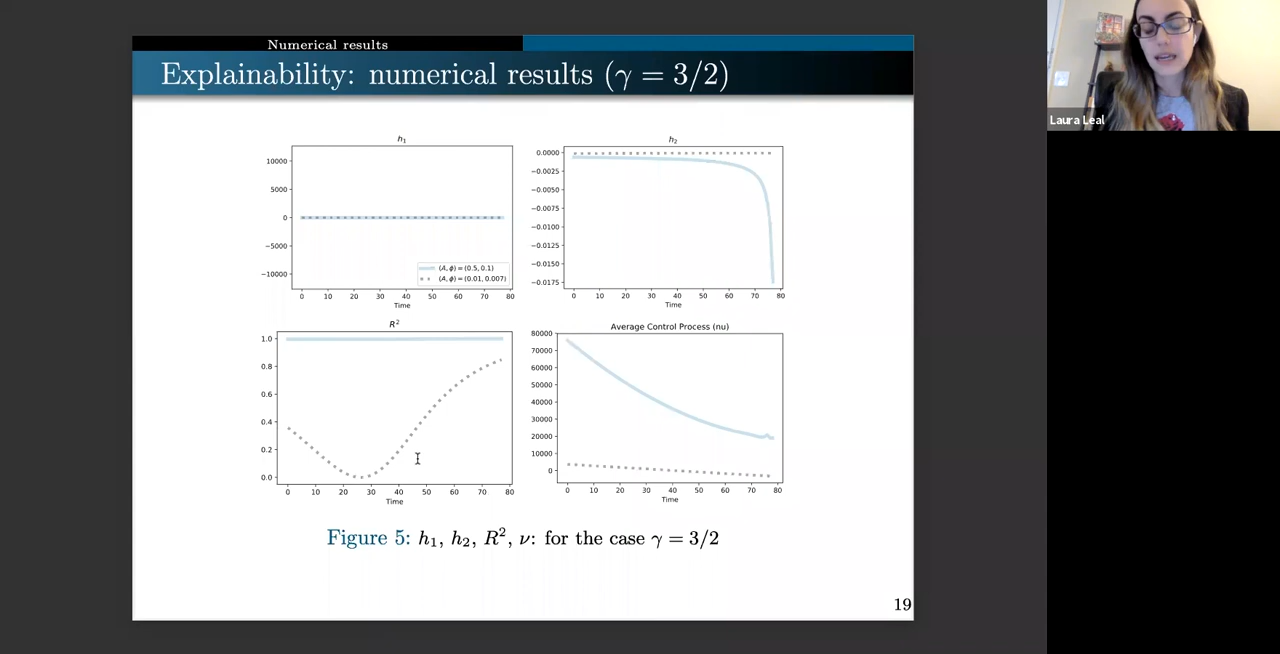 Numerical results
Explainability: numerical results (γ = 3/2)
Laura Leal
h₁
10000
5000
0
−5000
−10000
(A, ϕ) = (0.5, 0.1)
(A, ϕ) = (0.01, 0.007)
0 10 20 30 40 50 60 70 80
Time
h₂
0.0000
−0.0025
−0.0050
−0.0075
−0.0100
−0.0125
−0.0150
−0.0175
0 10 20 30 40 50 60 70 80
Time
R²
1.0
0.8
0.6
0.4
0.2
0.0
0 10 20 30 40 50 60 70 80
Time
Average Control Process (nu)
80000
70000
60000
50000
40000
30000
20000
10000
0
0 10 20 30 40 50 60 70 80
Time
Figure 5: h₁, h₂, R², ν: for the case γ = 3/2
19